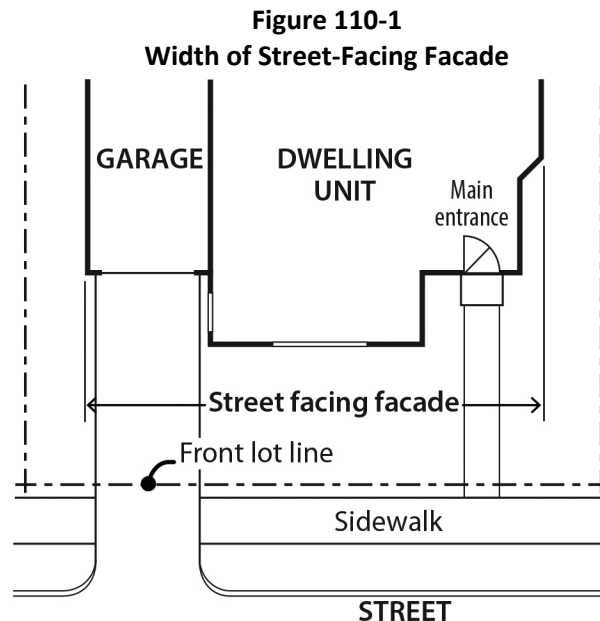 Figure 110-1
Width of Street-Facing Facade
GARAGE
DWELLING
UNIT
Main
entrance
Street facing facade
Front lot line
Sidewalk
STREET